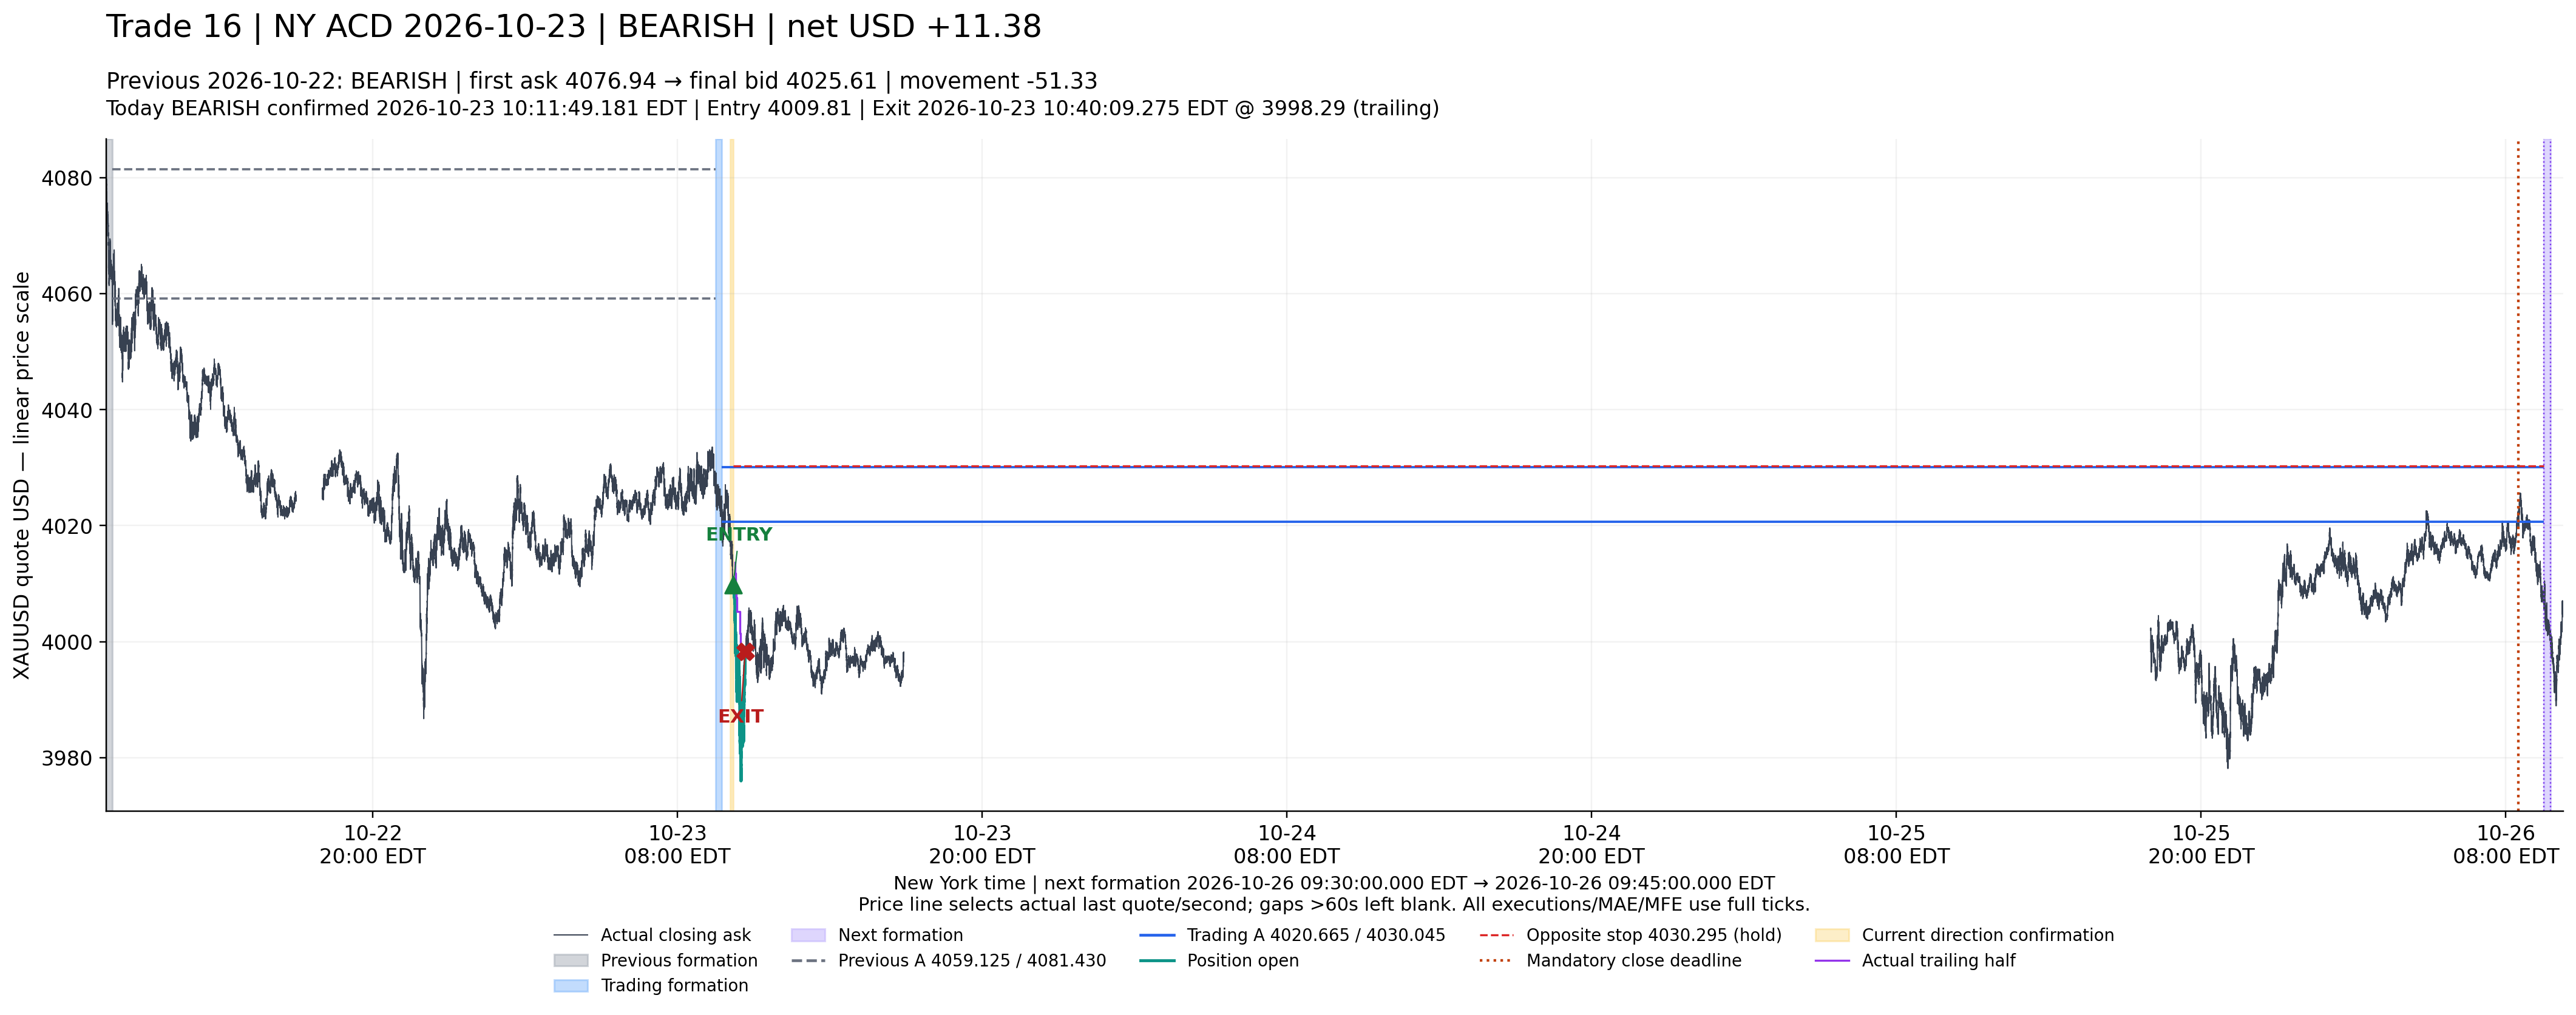 Trade 16 | NY ACD 2026-10-23 | BEARISH | net USD +11.38
Previous 2026-10-22: BEARISH | first ask 4076.94 → final bid 4025.61 | movement -51.33
Today BEARISH confirmed 2026-10-23 10:11:49.181 EDT | Entry 4009.81 | Exit 2026-10-23 10:40:09.275 EDT @ 3998.29 (trailing)
XAUUSD quote USD — linear price scale
4080
4060
4040
4020
4000
3980
ENTRY
EXIT
10-22
20:00 EDT
10-23
08:00 EDT
10-23
20:00 EDT
10-24
08:00 EDT
10-24
20:00 EDT
10-25
08:00 EDT
10-25
20:00 EDT
10-26
08:00 EDT
New York time | next formation 2026-10-26 09:30:00.000 EDT → 2026-10-26 09:45:00.000 EDT
Price line selects actual last quote/second; gaps >60s left blank. All executions/MAE/MFE use full ticks.
Actual closing ask
Previous formation
Trading formation
Next formation
Previous A 4059.125 / 4081.430
Trading A 4020.665 / 4030.045
Position open
Opposite stop 4030.295 (hold)
Mandatory close deadline
Current direction confirmation
Actual trailing half